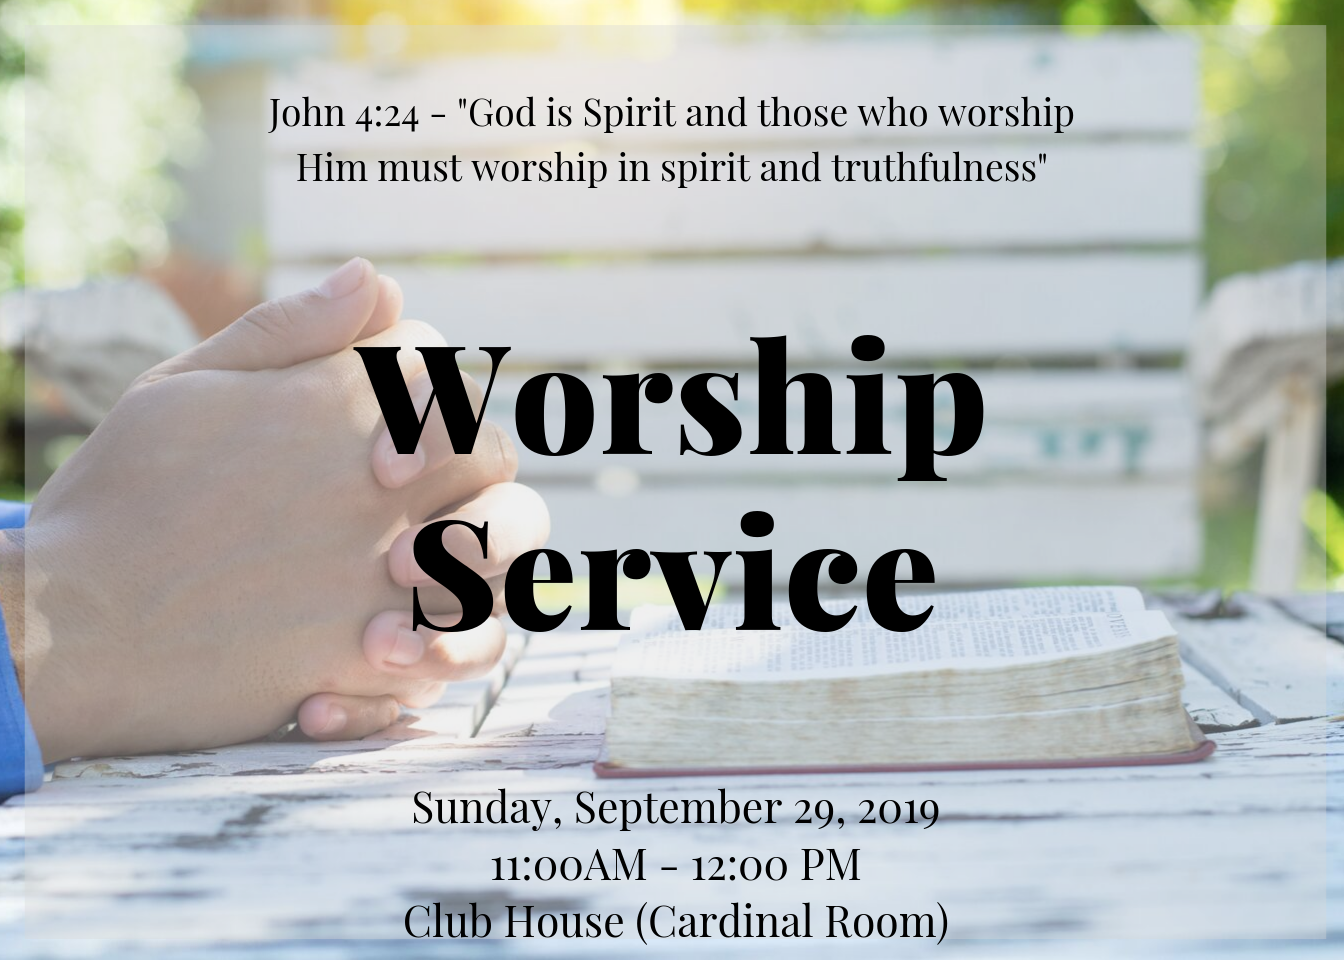 John 4:24 - "God is Spirit and those who worship
Him must worship in spirit and truthfulness"
Worship
Service
Sunday, September 29, 2019
11:00AM - 12:00 PM
Club House (Cardinal Room)